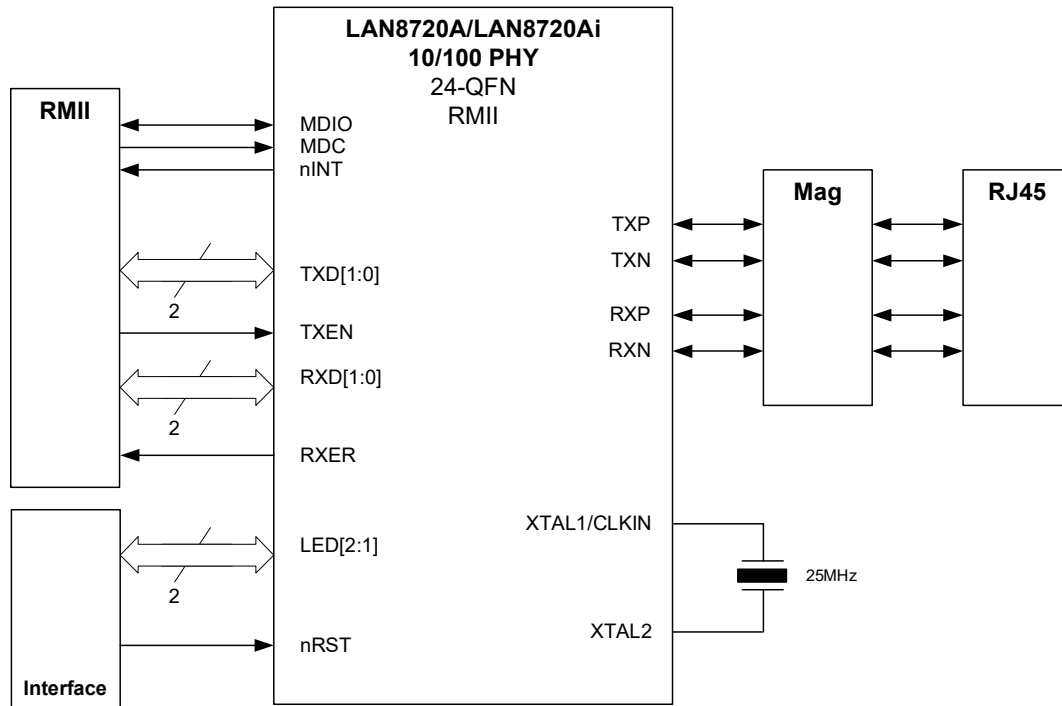 LAN8720A/LAN8720Ai
10/100 PHY
24-QFN
RMII
RMII
MDIO
MDC
nINT
TXD[1:0]
2
TXEN
RXD[1:0]
2
RXER
LED[2:1]
2
nRST
Interface
TXP
TXN
RXP
RXN
Mag
RJ45
XTAL1/CLKIN
25MHz
XTAL2